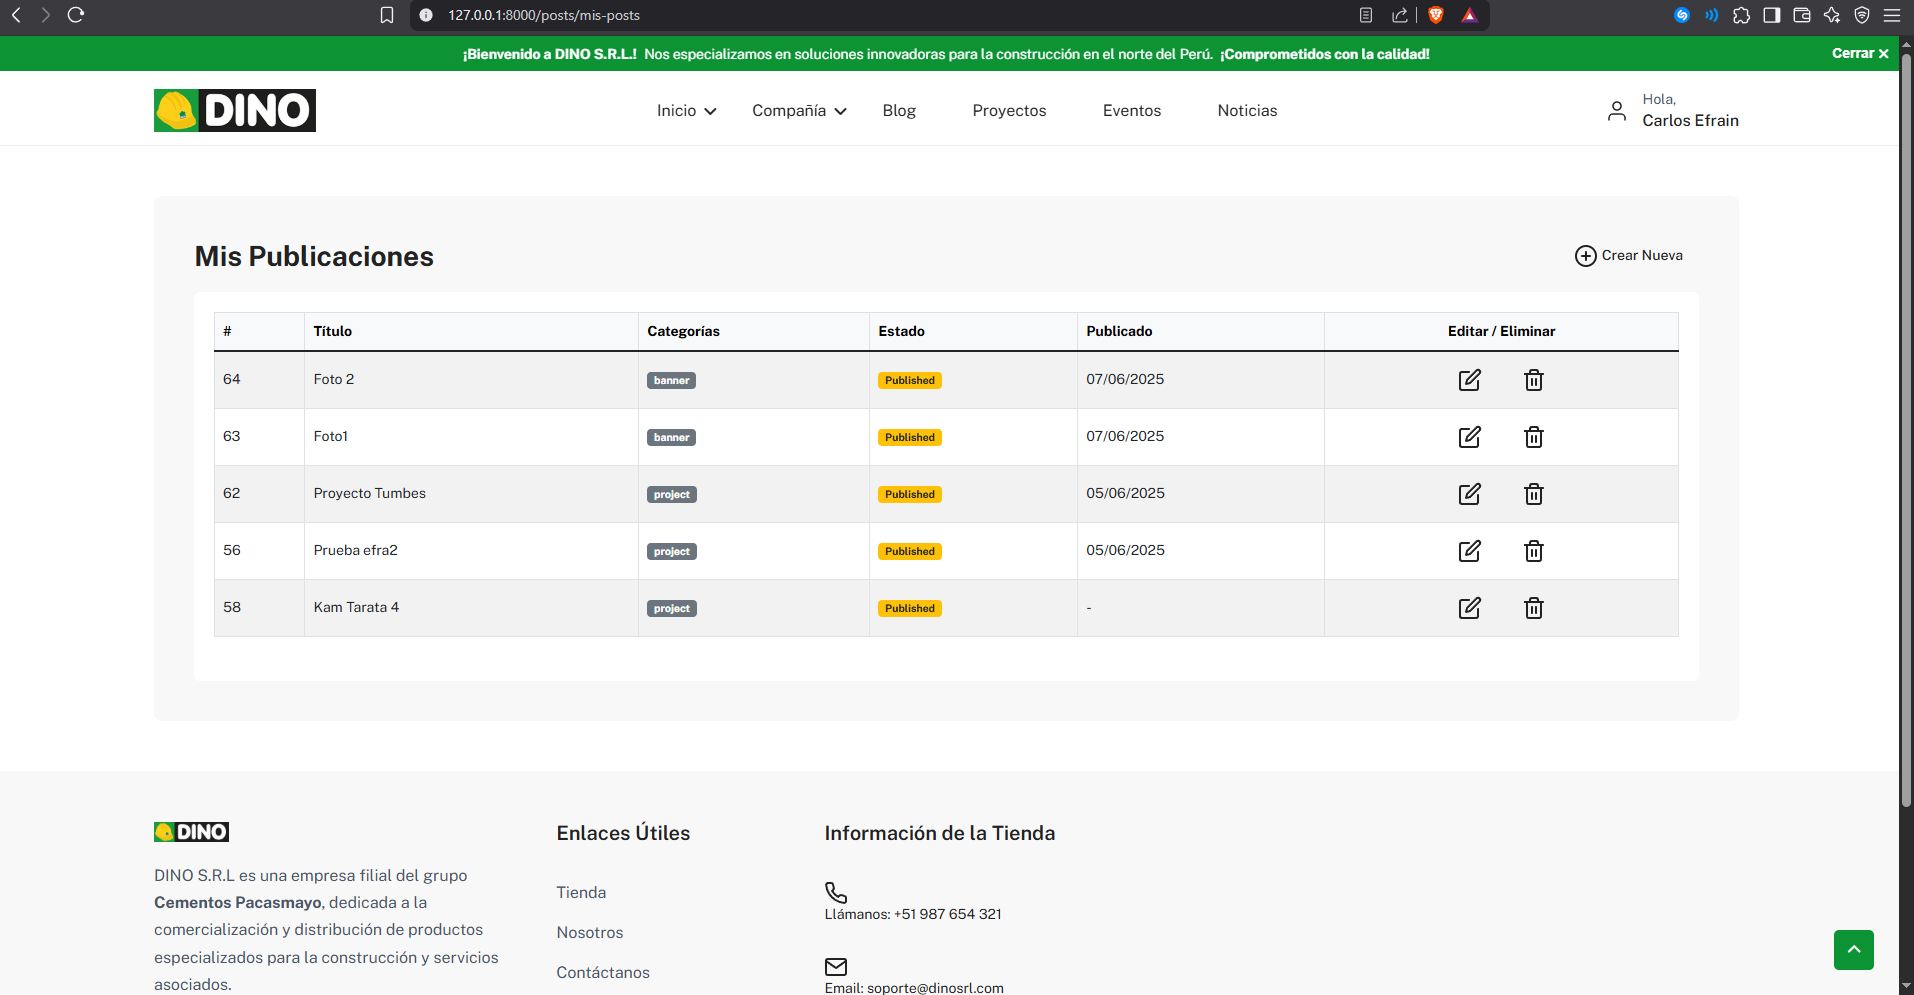 127.0.0.1:8000/posts/mis-posts
¡Bienvenido a DINO S.R.L.! Nos especializamos en soluciones innovadoras para la construcción en el norte del Perú. ¡Comprometidos con la calidad!
Cerrar ×
DINO
Inicio
Compañía
Blog
Proyectos
Eventos
Noticias
Hola,
Carlos Efrain
Mis Publicaciones
Crear Nueva
# Título Categorías Estado Publicado Editar / Eliminar
64 Foto 2 banner Published 07/06/2025
63 Foto1 banner Published 07/06/2025
62 Proyecto Tumbes project Published 05/06/2025
56 Prueba efra2 project Published 05/06/2025
58 Kam Tarata 4 project Published -
DINO
DINO S.R.L es una empresa filial del grupo
Cementos Pacasmayo, dedicada a la
comercialización y distribución de productos
especializados para la construcción y servicios
asociados.
Enlaces Útiles
Tienda
Nosotros
Contáctanos
Información de la Tienda
Llámanos: +51 987 654 321
Email: soporte@dinosrl.com